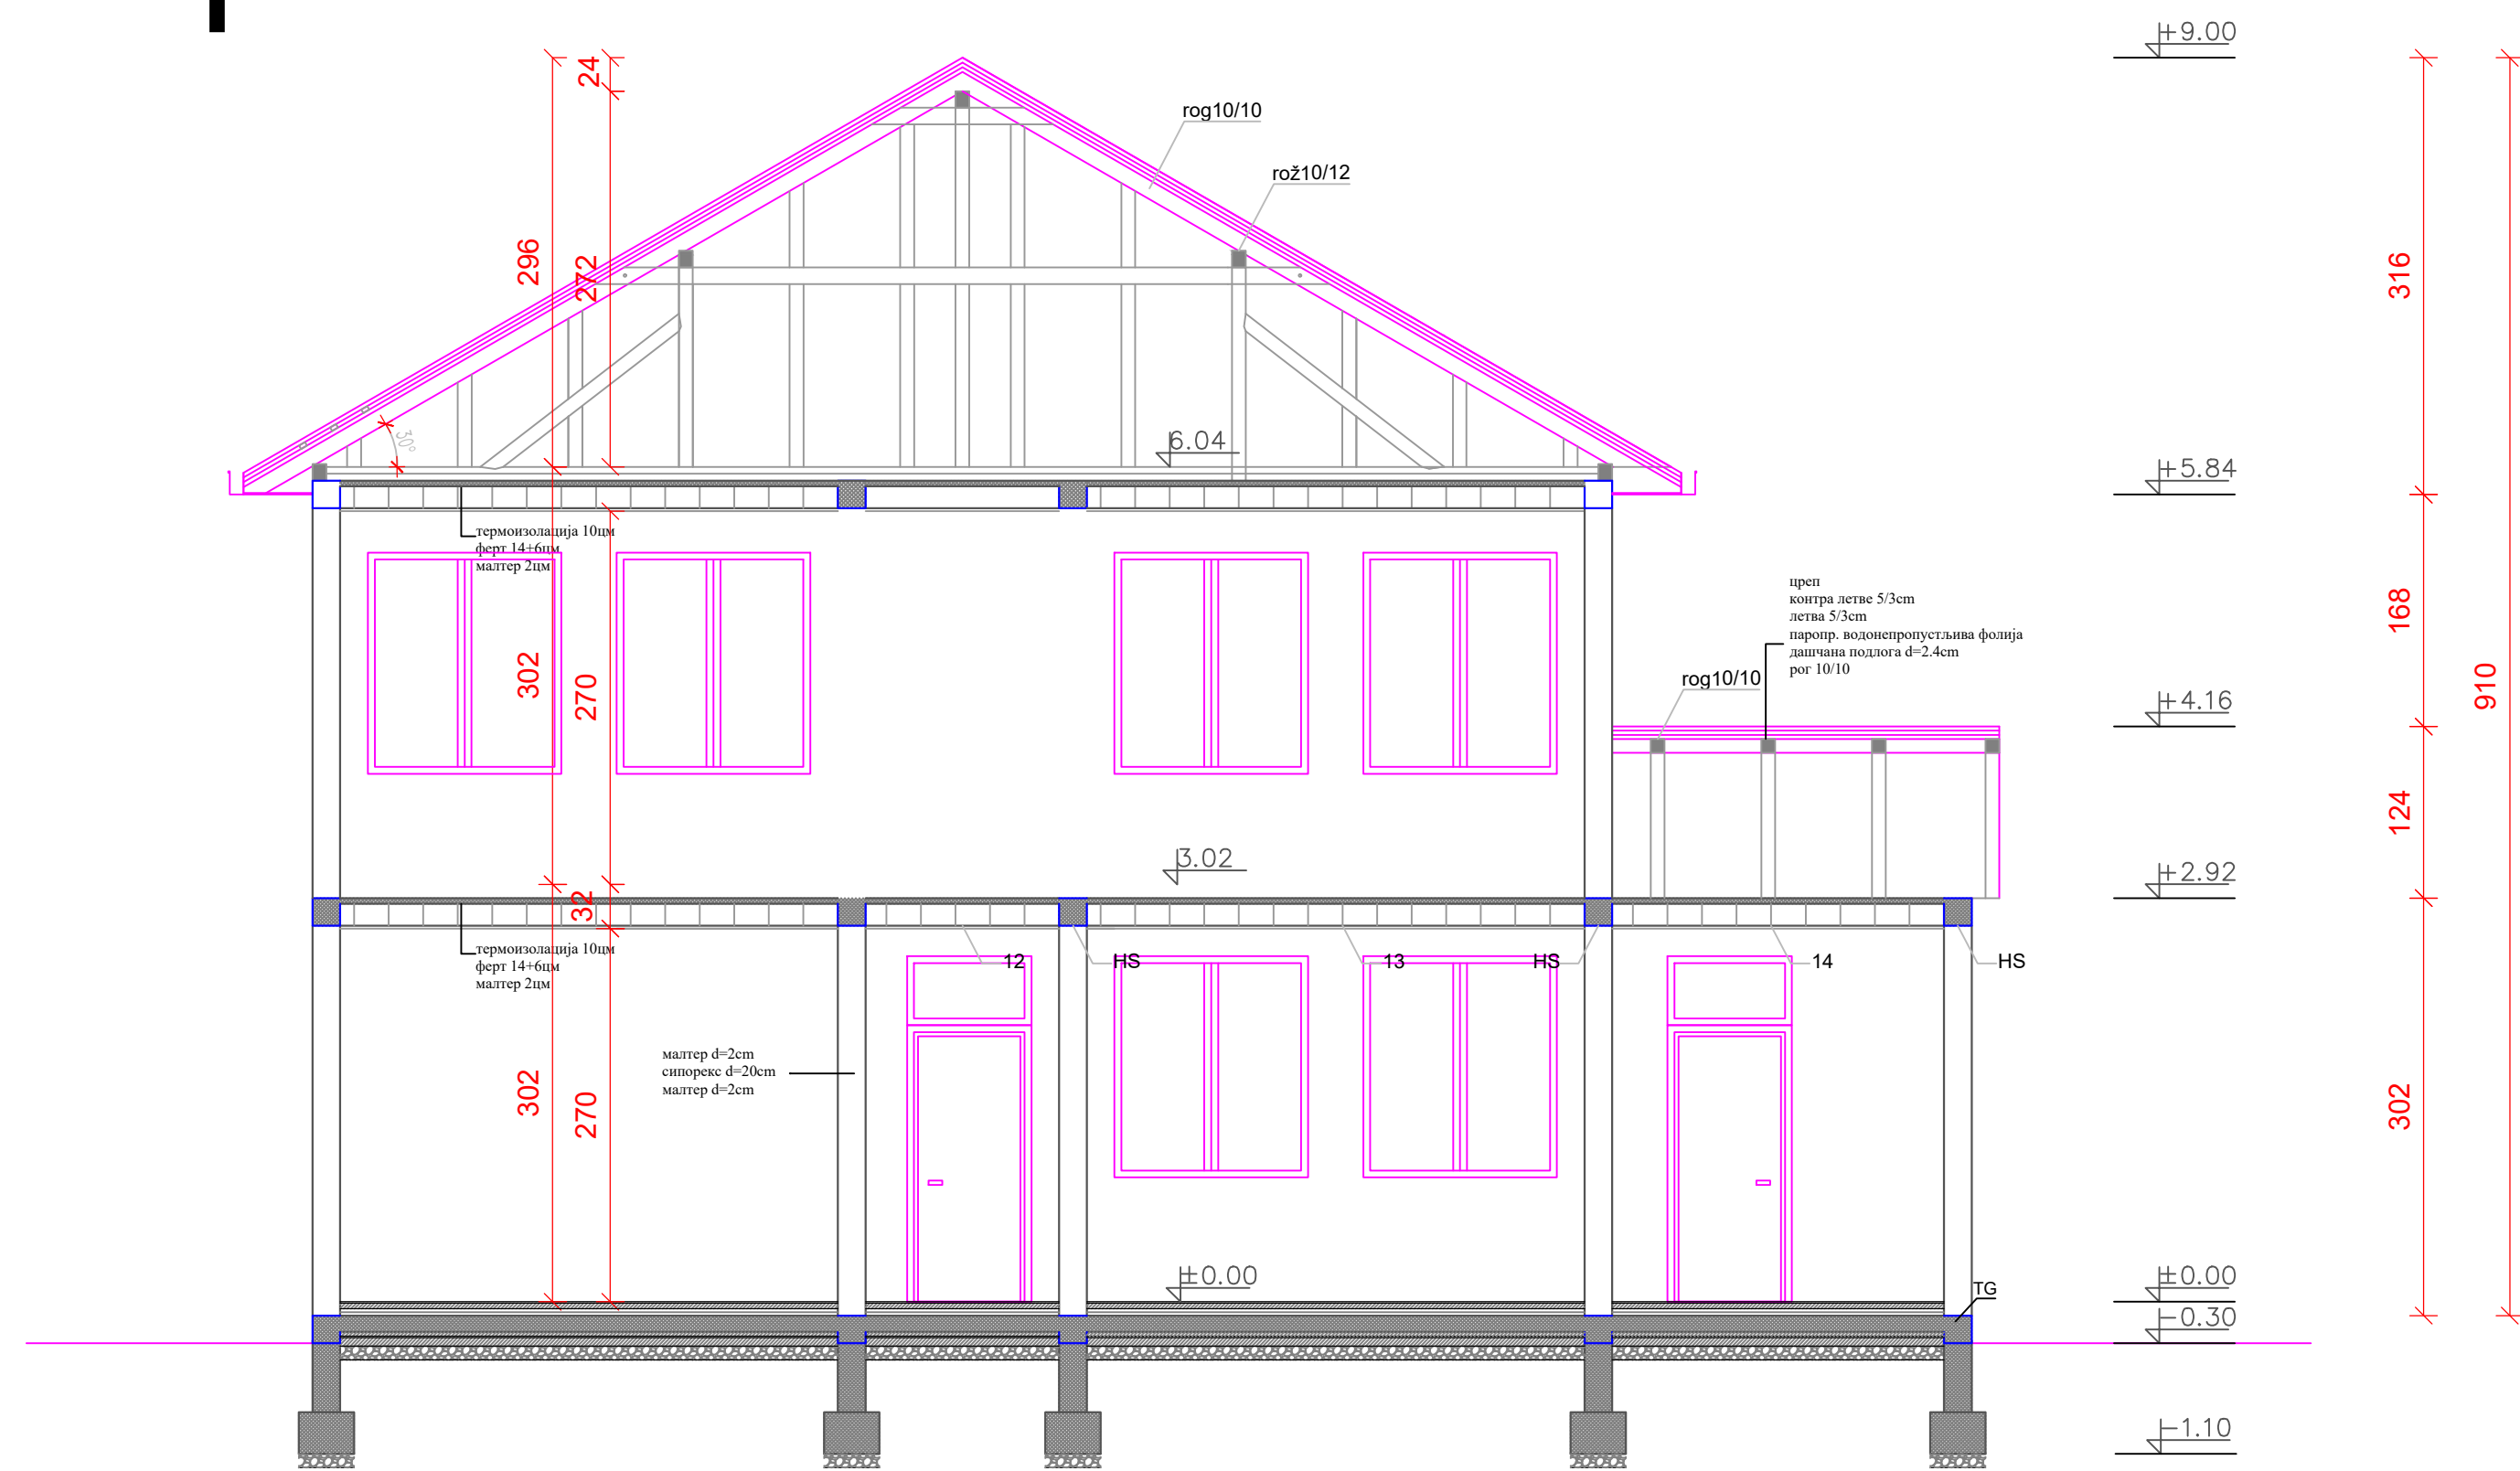 +9.00
24
rog10/10
rož10/12
296
272
316
30°
6.04
+5.84
термоизолација 10цм
ферт 14+6цм
малтер 2цм
цреп
контра летве 5/3cm
летва 5/3cm
паропр. водонепропустљива фолија
дашчана подлога d=2.4cm
рог 10/10
168
302
270
rog10/10
910
+4.16
124
3.02
+2.92
32
термоизолација 10цм
ферт 14+6цм
малтер 2цм
12
HS
13
HS
14
HS
малтер d=2cm
сипорекс d=20cm
малтер d=2cm
302
270
302
±0.00
±0.00
TG
-0.30
-1.10